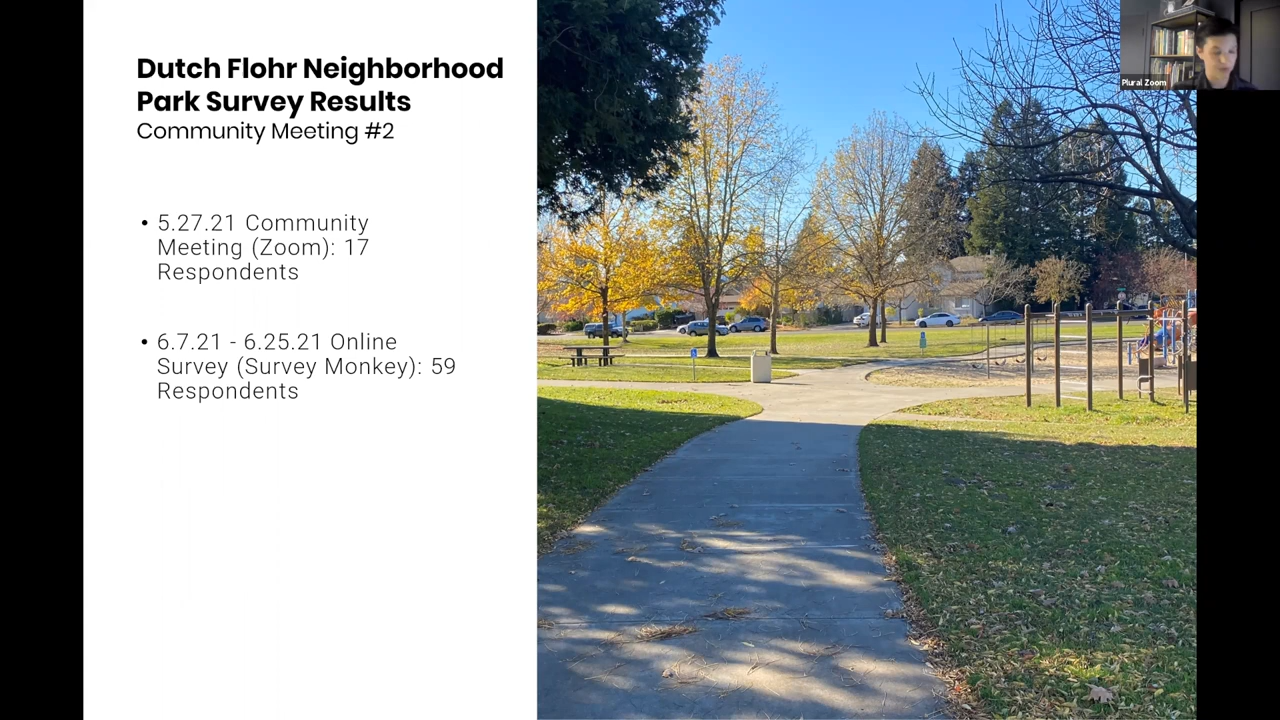 Dutch Flohr Neighborhood
Park Survey Results
Community Meeting #2
• 5.27.21 Community
Meeting (Zoom): 17
Respondents
• 6.7.21 - 6.25.21 Online
Survey (Survey Monkey): 59
Respondents
Plural Zoom